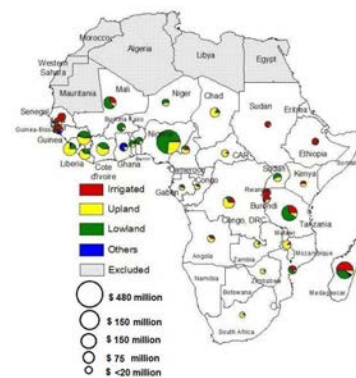 Morocco
Algeria
Libya
Egypt
Western
Sahara
Mauritania
Mali
Niger
Chad
Sudan
Eritrea
Senegal
Guinea-Bissau
Guinea
Burkina Faso
Liberia
Cote
d'Ivoire
Ghana
Cameroon
CAR
Ethiopia
Gabon
Congo
Kenya
Rwanda
Burundi
Congo, DRC
Tanzania
Angola
Zambia
Malawi
Mozambique
Namibia
Botswana
Zimbabwe
Madagascar
South Africa
Irrigated
Upland
Lowland
Others
Excluded
$ 480 million
$ 150 million
$ 150 million
$ 75 million
$ <20 million